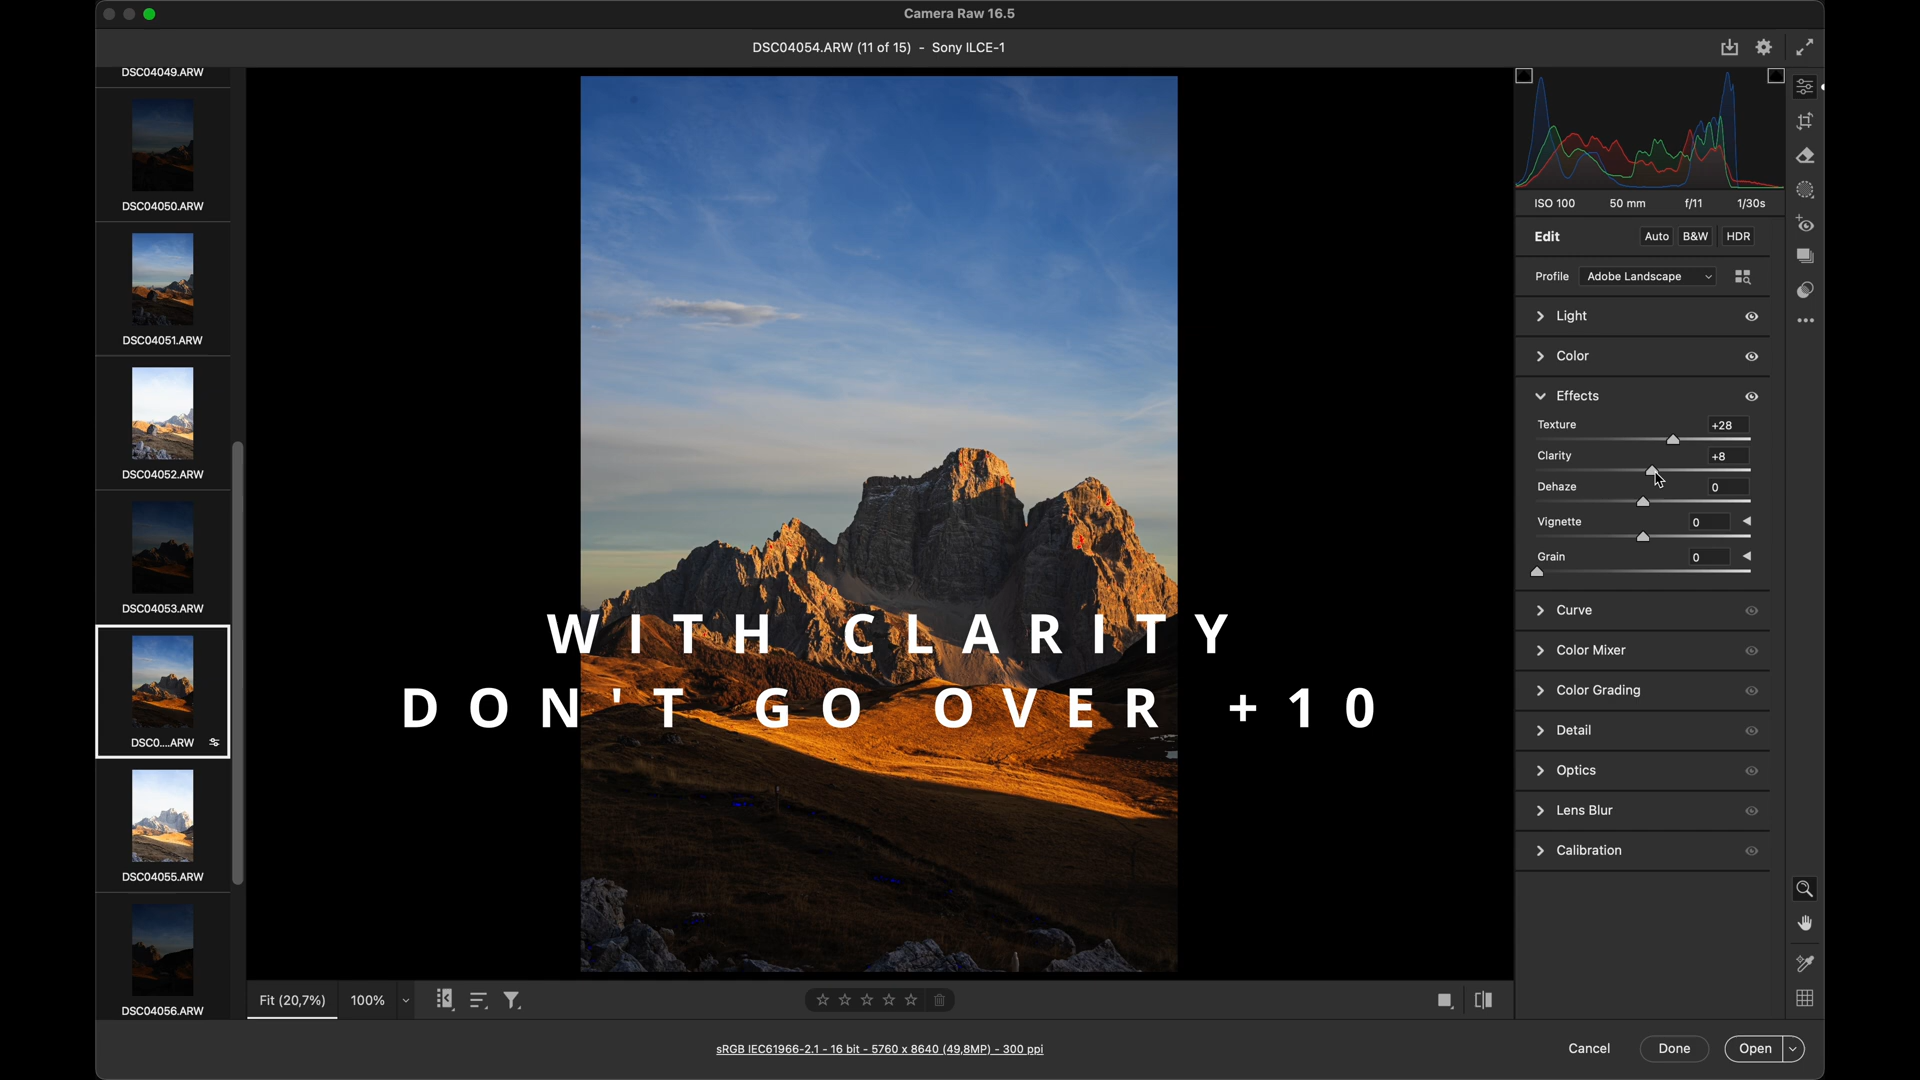 Camera Raw 16.5
DSC04054.ARW (11 of 15) - Sony ILCE-1
DSC04049.ARW
DSC04050.ARW
DSC04051.ARW
DSC04052.ARW
DSC04053.ARW
DSC0....ARW
DSC04055.ARW
DSC04056.ARW
WITH CLARITY
DON'T GO OVER +10
ISO 100 50 mm f/11 1/30s
Edit Auto B&W HDR
Profile Adobe Landscape
Light
Color
Effects
Texture +28
Clarity +8
Dehaze 0
Vignette 0
Grain 0
Curve
Color Mixer
Color Grading
Detail
Optics
Lens Blur
Calibration
Fit (20,7%) 100%
sRGB IEC61966-2.1 - 16 bit - 5760 x 8640 (49,8MP) - 300 ppi
Cancel Done Open